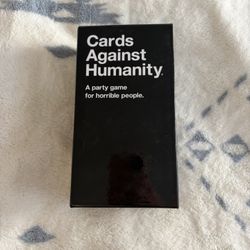 Cards
Against
Humanity.
A party game
for horrible people.